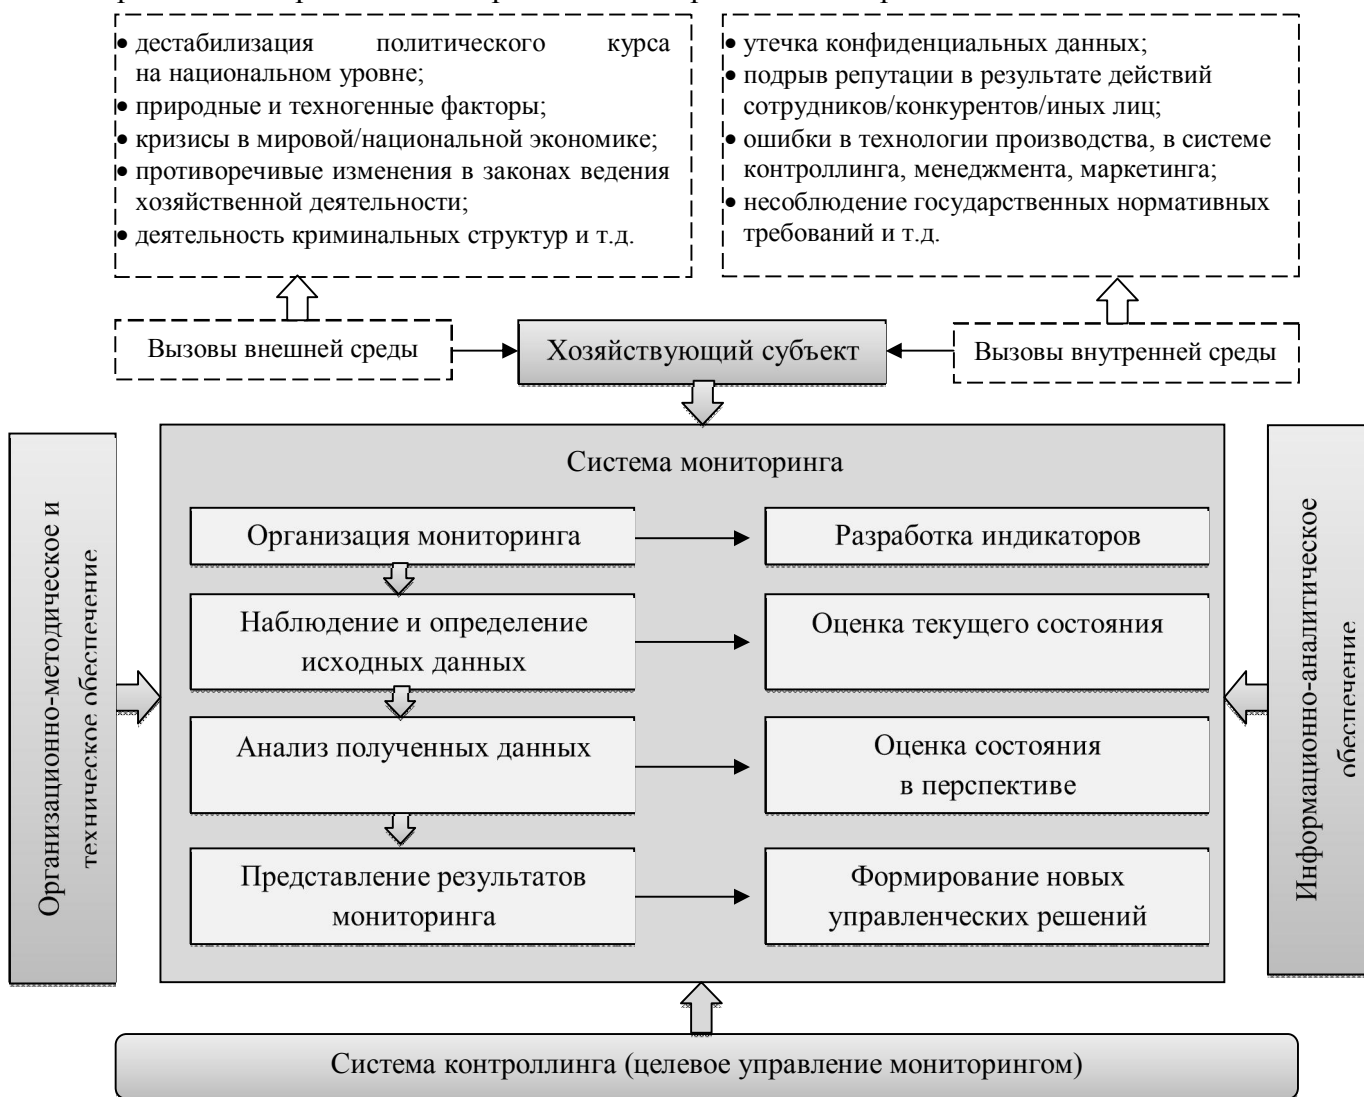 • дестабилизация политического курса
на национальном уровне;
• природные и техногенные факторы;
• кризисы в мировой/национальной экономике;
• противоречивые изменения в законах ведения
хозяйственной деятельности;
• деятельность криминальных структур и т.д.
• утечка конфиденциальных данных;
• подрыв репутации в результате действий
сотрудников/конкурентов/иных лиц;
• ошибки в технологии производства, в системе
контроллинга, менеджмента, маркетинга;
• несоблюдение государственных нормативных
требований и т.д.
Вызовы внешней среды
Хозяйствующий субъект
Вызовы внутренней среды
Организационно-методическое и
техническое обеспечение
Система мониторинга
Организация мониторинга
Разработка индикаторов
Наблюдение и определение
исходных данных
Оценка текущего состояния
Анализ полученных данных
Оценка состояния
в перспективе
Представление результатов
мониторинга
Формирование новых
управленческих решений
Информационно-аналитическое
обеспечение
Система контроллинга (целевое управление мониторингом)